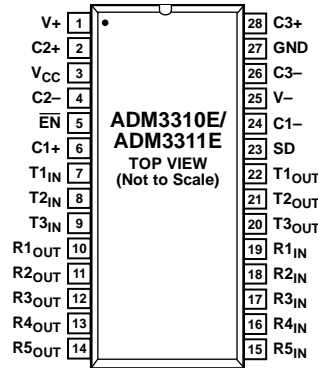 V+ 1 28 C3+
C2+ 2 27 GND
VCC 3 26 C3–
C2– 4 25 V–
EN 5 24 C1–
C1+ 6 23 SD
T1IN 7 22 T1OUT
T2IN 8 21 T2OUT
T3IN 9 20 T3OUT
R1OUT 10 19 R1IN
R2OUT 11 18 R2IN
R3OUT 12 17 R3IN
R4OUT 13 16 R4IN
R5OUT 14 15 R5IN
ADM3310E/
ADM3311E
TOP VIEW
(Not to Scale)